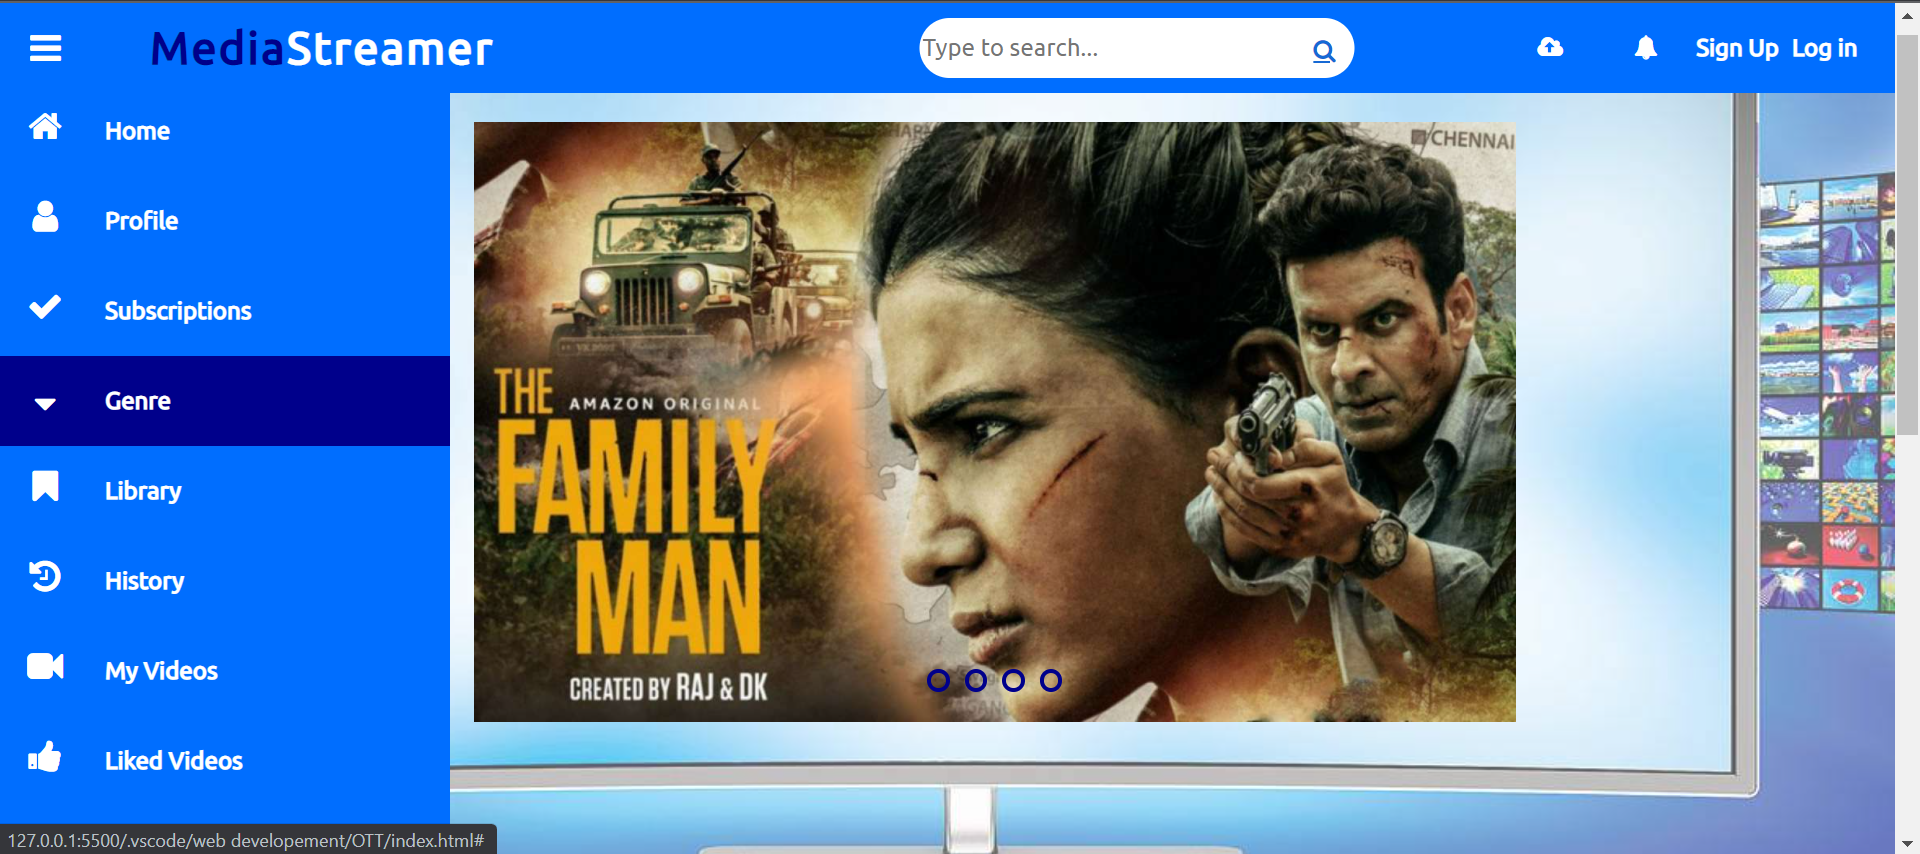 MediaStreamer
Type to search...
Sign Up Log in
Home
Profile
Subscriptions
Genre
Library
History
My Videos
Liked Videos
CHENNAI
THE
AMAZON ORIGINAL
FAMILY
MAN
CREATED BY RAJ & DK
127.0.0.1:5500/.vscode/web developement/OTT/index.html#